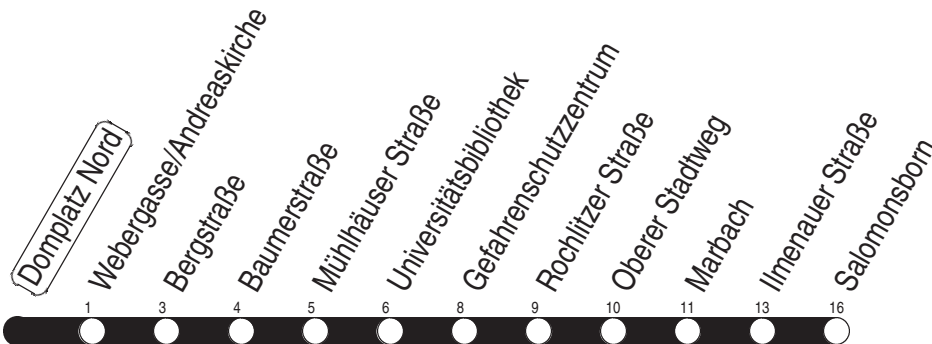 Domplatz Nord
Webergasse/Andreaskirche
Bergstraße
Baumerstraße
Mühlhäuser Straße
Universitätsbibliothek
Gefahrenschutzzentrum
Rochlitzer Straße
Oberer Stadtweg
Marbach
Ilmenauer Straße
Salomonsborn
1 3 4 5 6 8 9 10 11 13 16